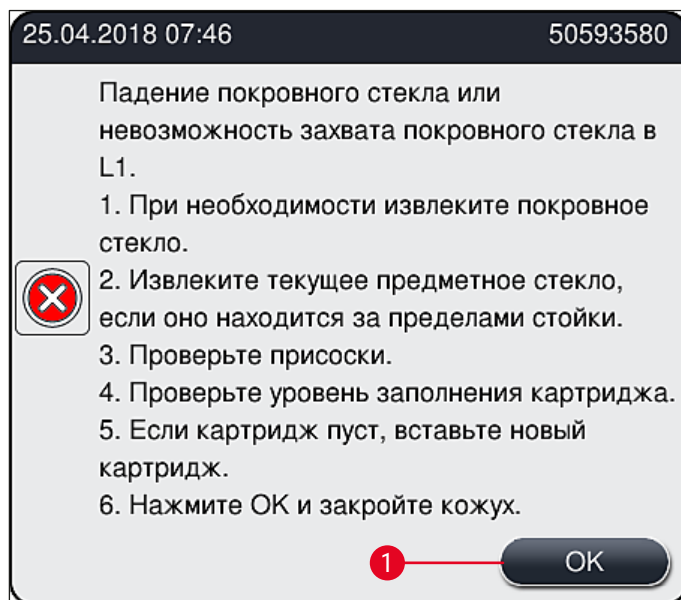 25.04.2018 07:46 50593580
Падение покровного стекла или
невозможность захвата покровного стекла в
L1.
1. При необходимости извлеките покровное
стекло.
2. Извлеките текущее предметное стекло,
если оно находится за пределами стойки.
3. Проверьте присоски.
4. Проверьте уровень заполнения картриджа.
5. Если картридж пуст, вставьте новый
картридж.
6. Нажмите OK и закройте кожух.
1 OK